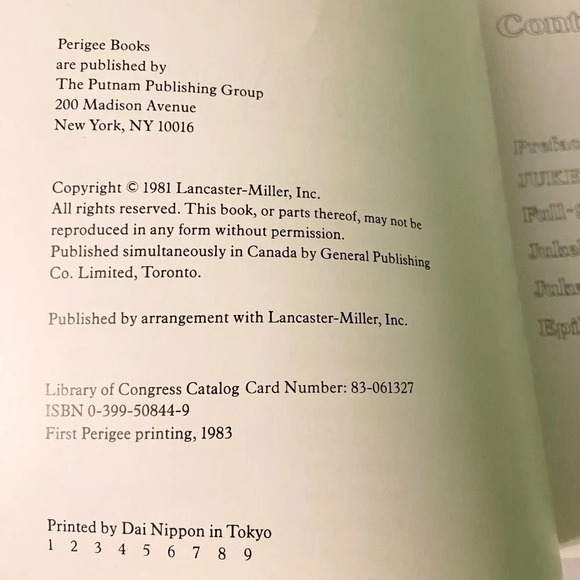 Perigee Books
are published by
The Putnam Publishing Group
200 Madison Avenue
New York, NY 10016
Copyright © 1981 Lancaster-Miller, Inc.
All rights reserved. This book, or parts thereof, may not be
reproduced in any form without permission.
Published simultaneously in Canada by General Publishing
Co. Limited, Toronto.
Published by arrangement with Lancaster-Miller, Inc.
Library of Congress Catalog Card Number: 83-061327
ISBN 0-399-50844-9
First Perigee printing, 1983
Printed by Dai Nippon in Tokyo
1 2 3 4 5 6 7 8 9